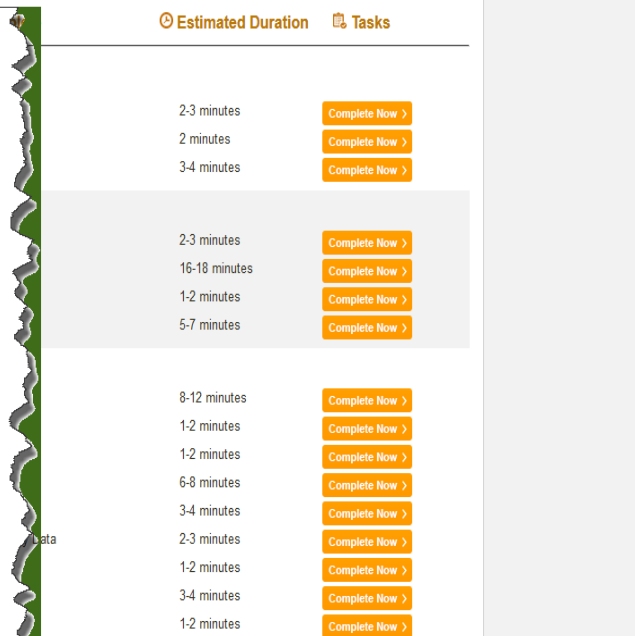 Estimated Duration Tasks
2-3 minutes Complete Now >
2 minutes Complete Now >
3-4 minutes Complete Now >
2-3 minutes Complete Now >
16-18 minutes Complete Now >
1-2 minutes Complete Now >
5-7 minutes Complete Now >
8-12 minutes Complete Now >
1-2 minutes Complete Now >
1-2 minutes Complete Now >
6-8 minutes Complete Now >
3-4 minutes Complete Now >
2-3 minutes Complete Now >
1-2 minutes Complete Now >
3-4 minutes Complete Now >
1-2 minutes Complete Now >